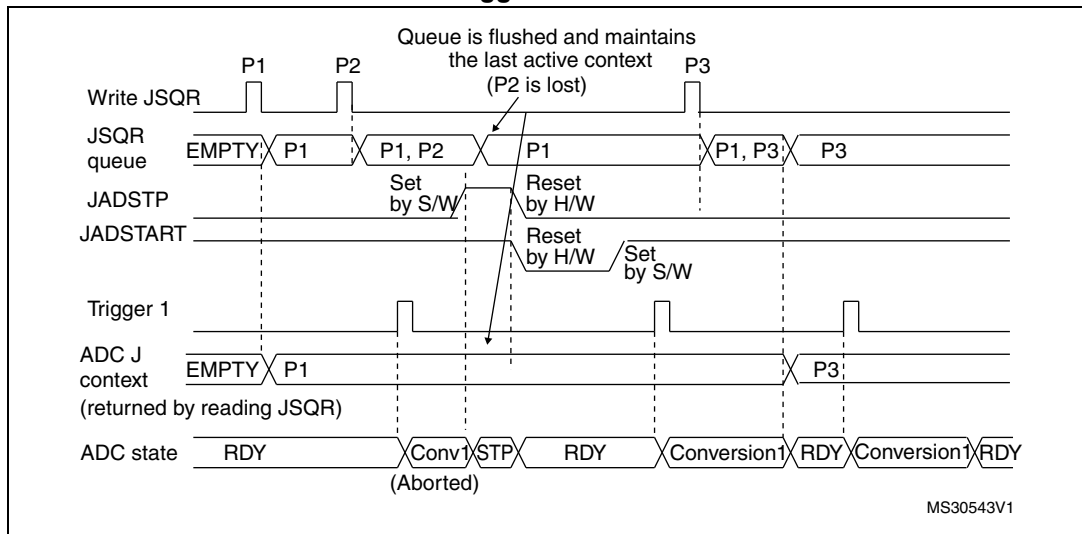 Queue is flushed and maintains
the last active context
(P2 is lost)
P1
P2
P3
Write JSQR
JSQR
queue
EMPTY
P1
P1, P2
P1
P1, P3
P3
Set
by S/W
Reset
by H/W
JADSTP
JADSTART
Reset
by H/W
Set
by S/W
Trigger 1
ADC J
context
EMPTY
P1
P3
(returned by reading JSQR)
ADC state
RDY
Conv1
STP
RDY
Conversion1
RDY
Conversion1
RDY
(Aborted)
MS30543V1